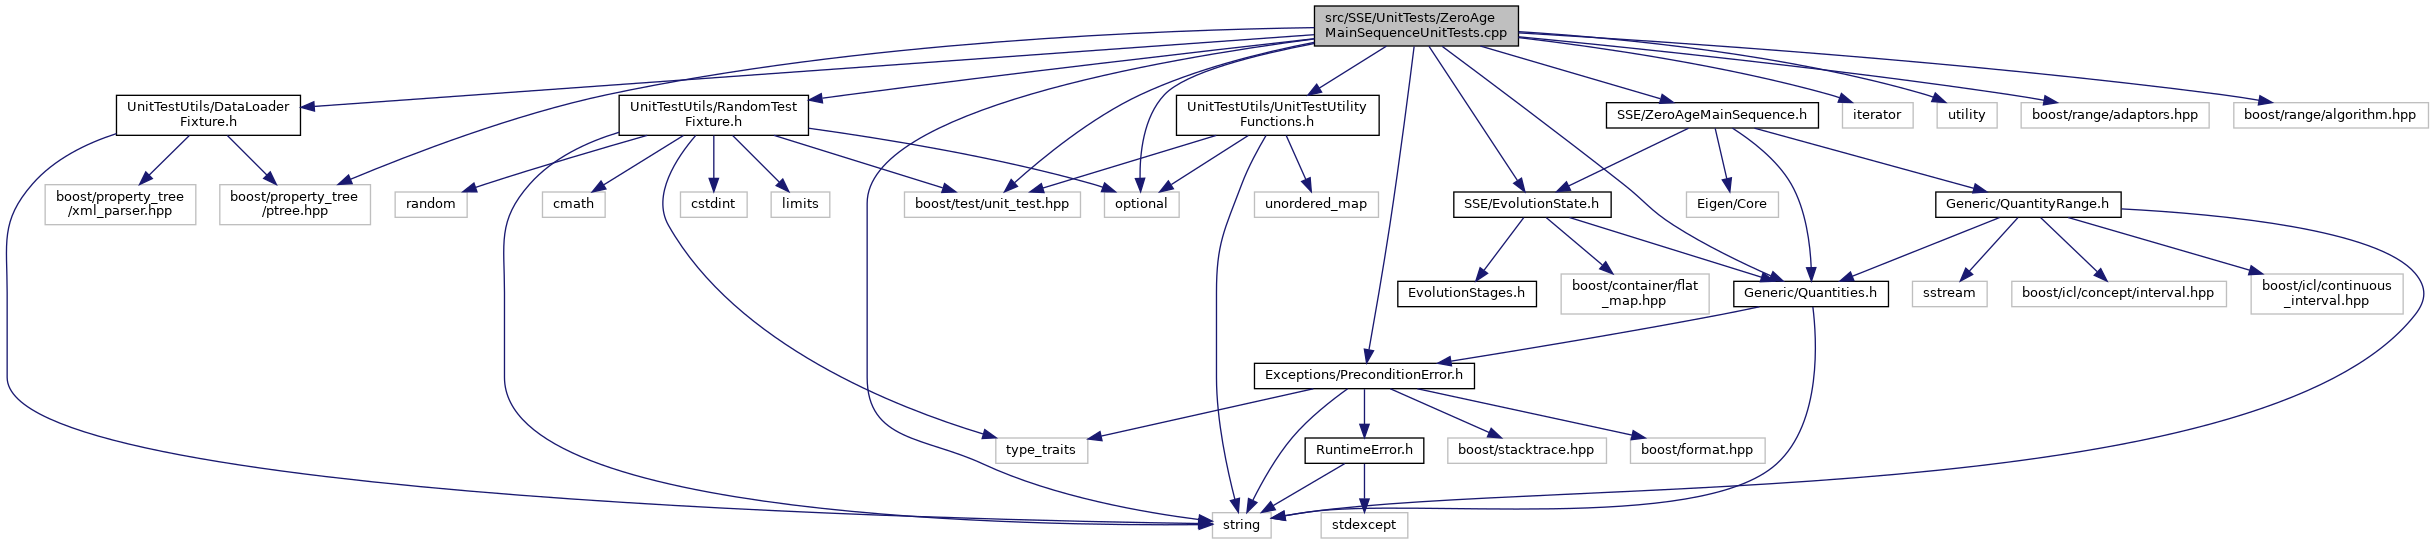 src/SSE/UnitTests/ZeroAge
MainSequenceUnitTests.cpp
UnitTestUtils/DataLoader
Fixture.h
UnitTestUtils/RandomTest
Fixture.h
UnitTestUtils/UnitTestUtility
Functions.h
SSE/ZeroAgeMainSequence.h
iterator
utility
boost/range/adaptors.hpp
boost/range/algorithm.hpp
boost/property_tree
/xml_parser.hpp
boost/property_tree
/ptree.hpp
random
cmath
cstdint
limits
boost/test/unit_test.hpp
optional
unordered_map
SSE/EvolutionState.h
Eigen/Core
Generic/QuantityRange.h
EvolutionStages.h
boost/container/flat
_map.hpp
Generic/Quantities.h
sstream
boost/icl/concept/interval.hpp
boost/icl/continuous
_interval.hpp
Exceptions/PreconditionError.h
type_traits
RuntimeError.h
boost/stacktrace.hpp
boost/format.hpp
string
stdexcept